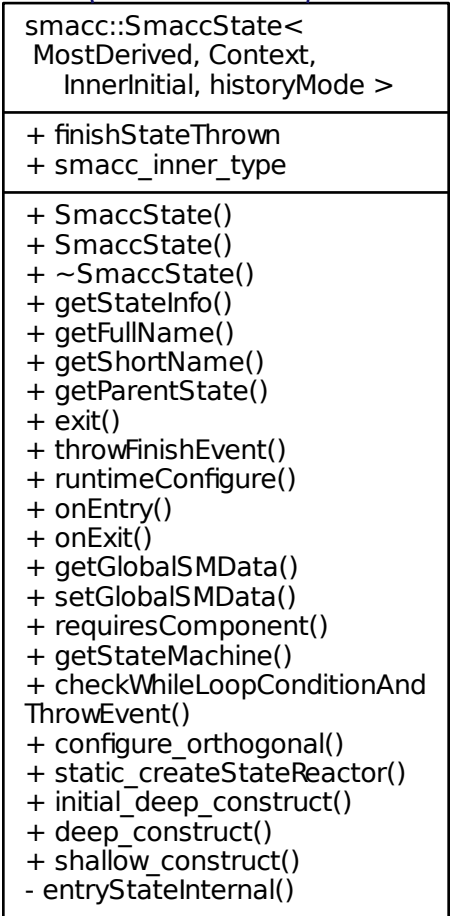 smacc::SmaccState<
MostDerived, Context,
InnerInitial, historyMode >
+ finishStateThrown
+ smacc_inner_type
+ SmaccState()
+ SmaccState()
+ ~SmaccState()
+ getStateInfo()
+ getFullName()
+ getShortName()
+ getParentState()
+ exit()
+ throwFinishEvent()
+ runtimeConfigure()
+ onEntry()
+ onExit()
+ getGlobalSMData()
+ setGlobalSMData()
+ requiresComponent()
+ getStateMachine()
+ checkWhileLoopConditionAnd
ThrowEvent()
+ configure_orthogonal()
+ static_createStateReactor()
+ initial_deep_construct()
+ deep_construct()
+ shallow_construct()
- entryStateInternal()